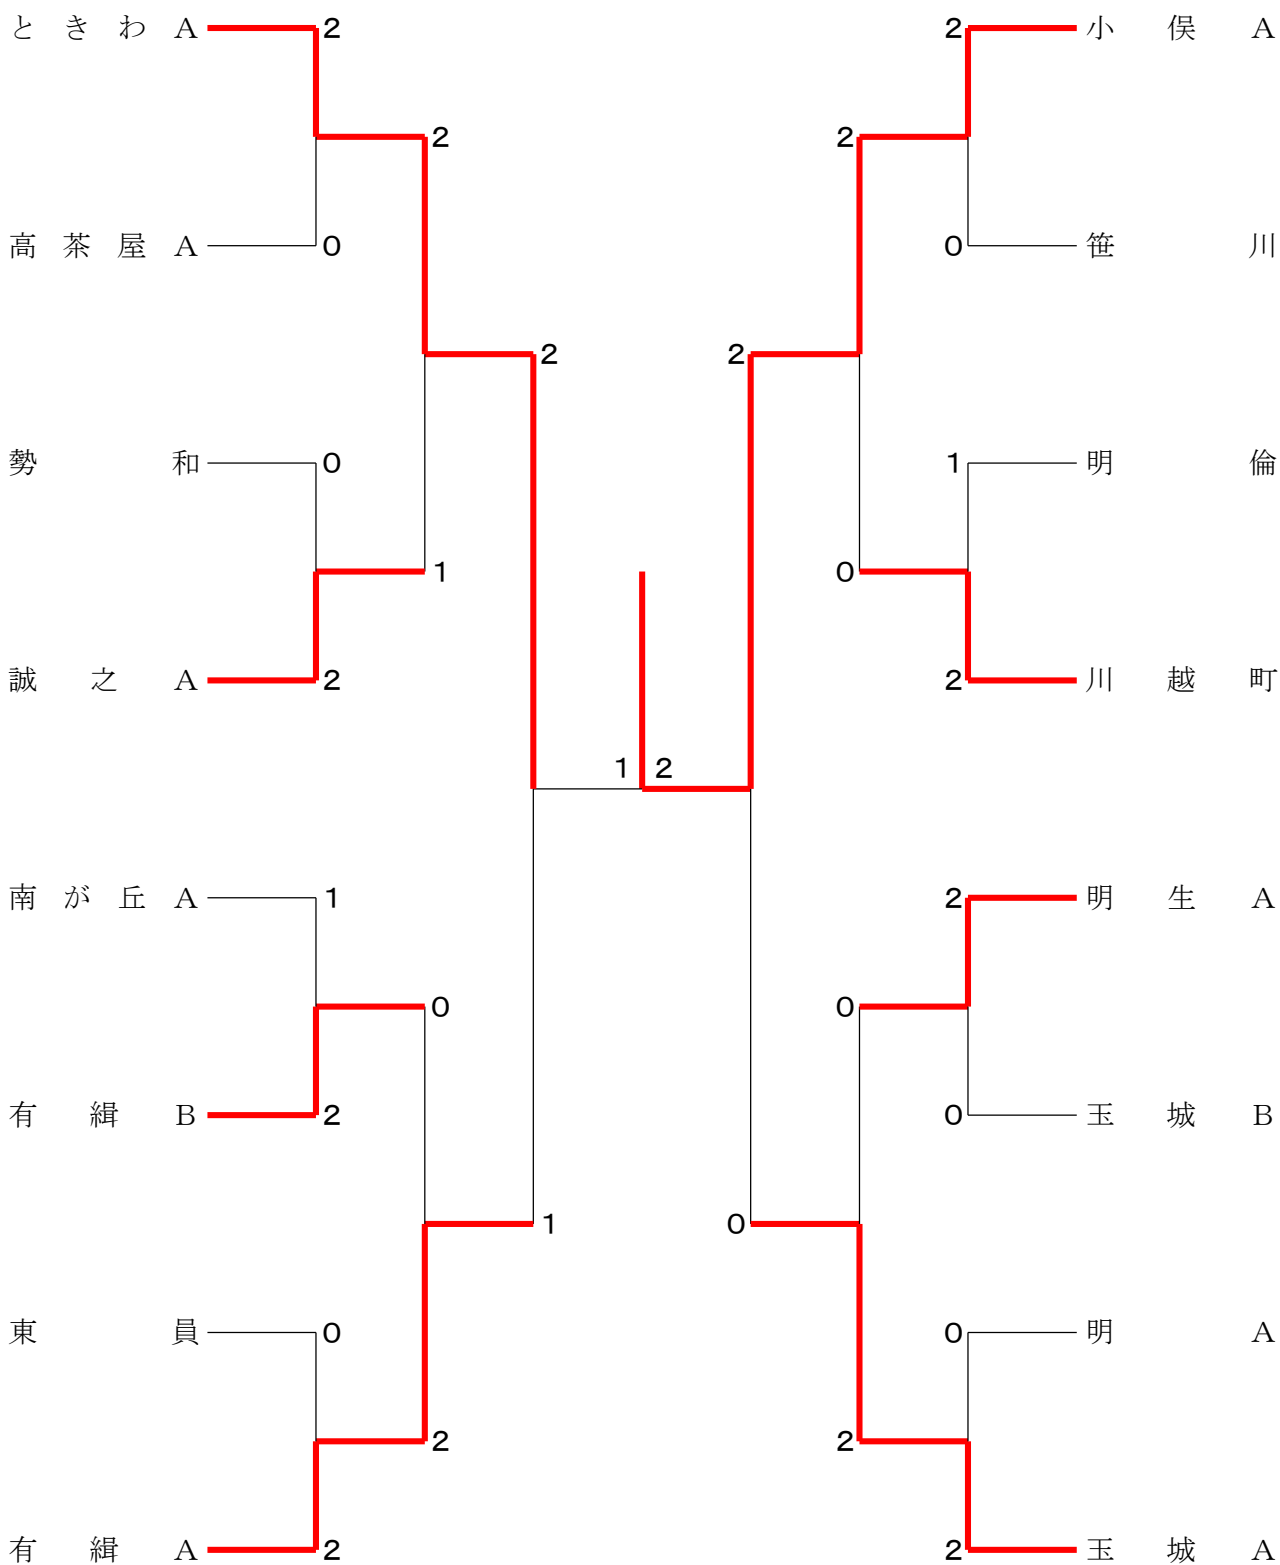 ときわA 2 2 小俣A
2 2
高茶屋A 0 0 笹川
2 2
勢和 0 1 明倫
1 0
誠之A 2 2 川越町
1 2
南が丘A 1 2 明生A
0 0
有緝B 2 0 玉城B
1 0
東員 0 0 明A
2 2
有緝A 2 2 玉城A